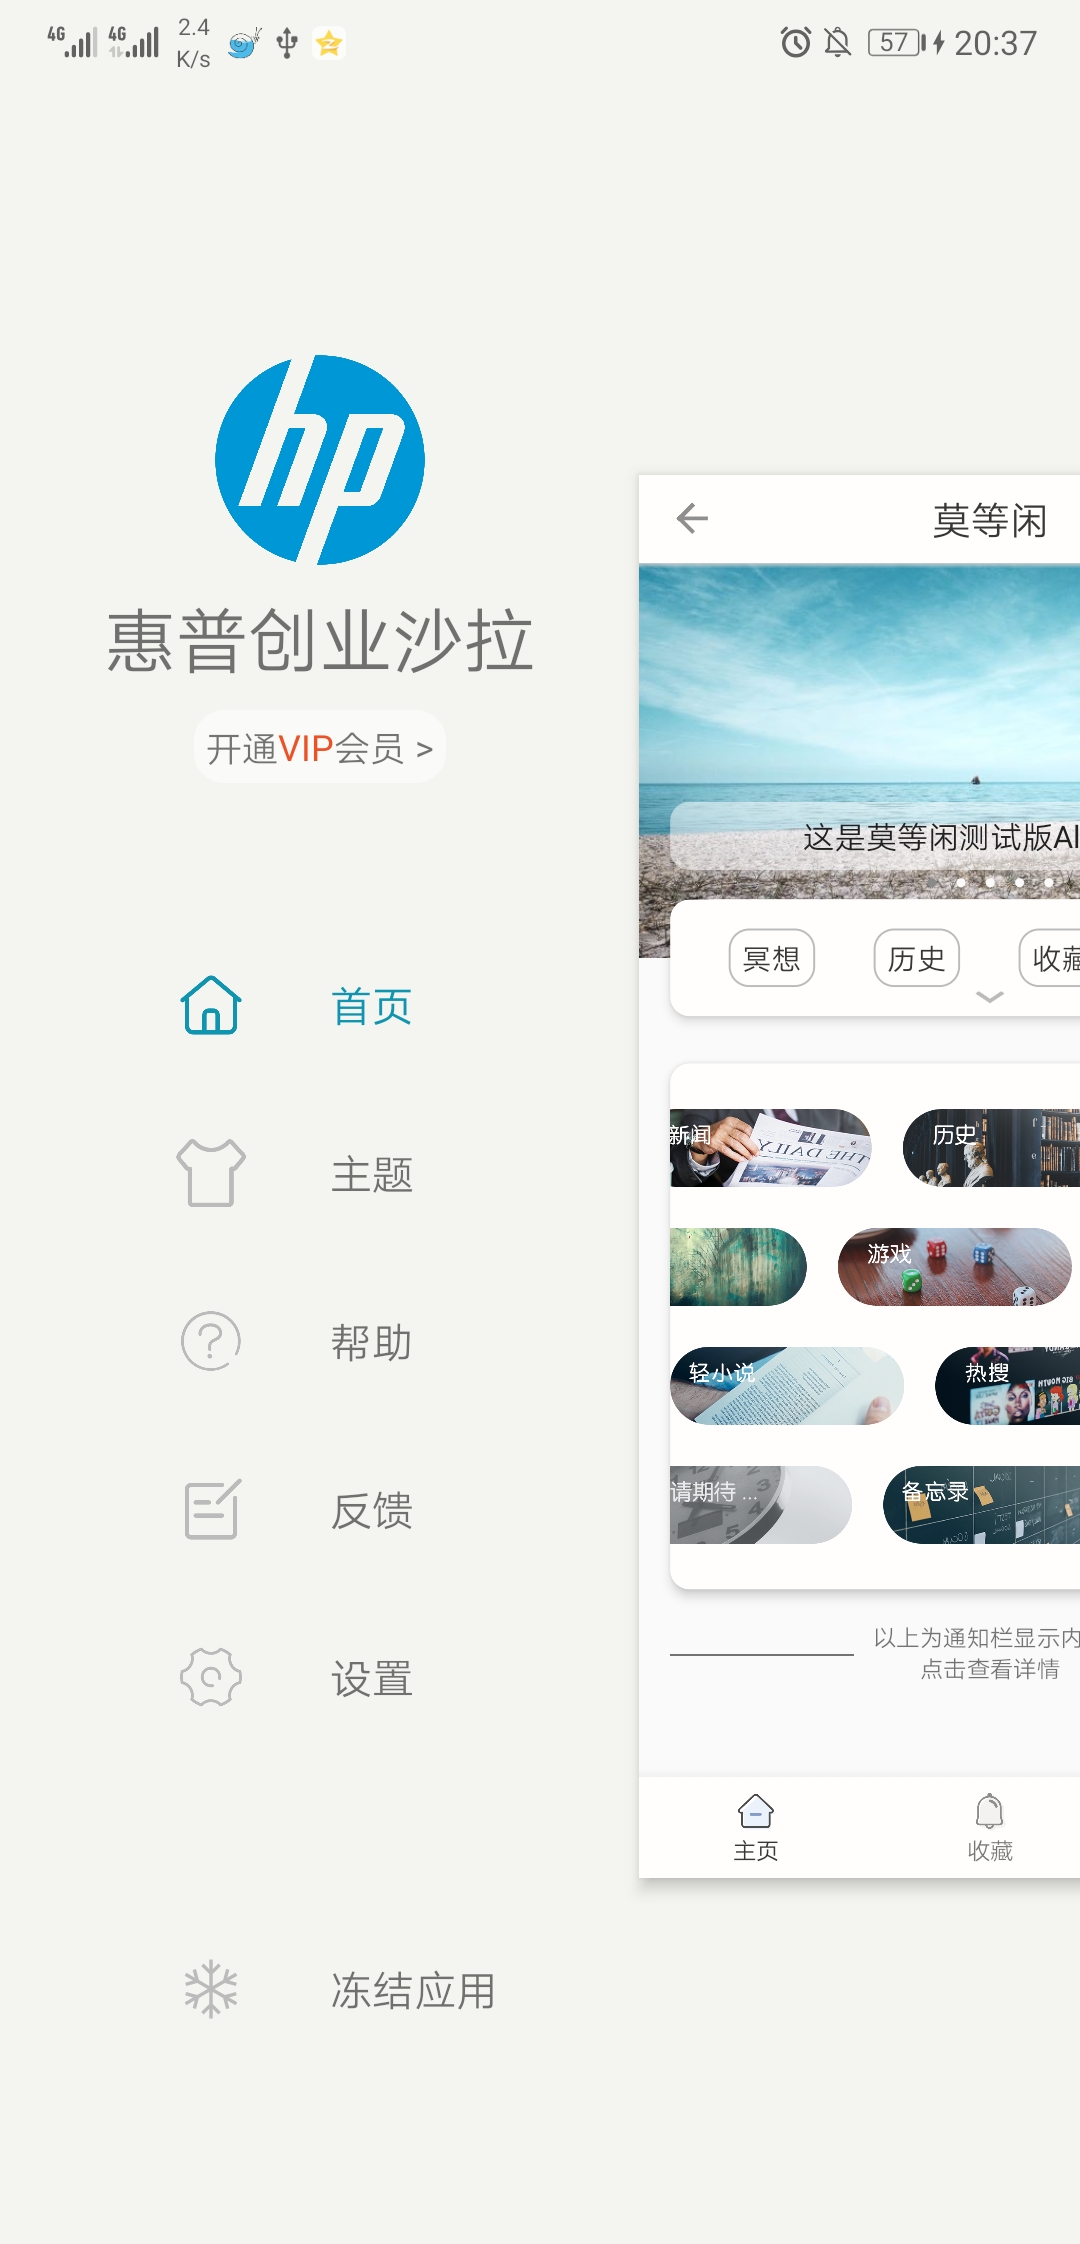 4G 4G 2.4 K/s 57 20:37
hp
惠普创业沙拉
开通VIP会员 >
首页
主题
帮助
反馈
设置
冻结应用
莫等闲
这是莫等闲测试版Al
冥想 历史 收藏
新闻 历史
THE DAILY
游戏
轻小说 热搜
请期待 ... 备忘录
以上为通知栏显示内
点击查看详情
主页 收藏